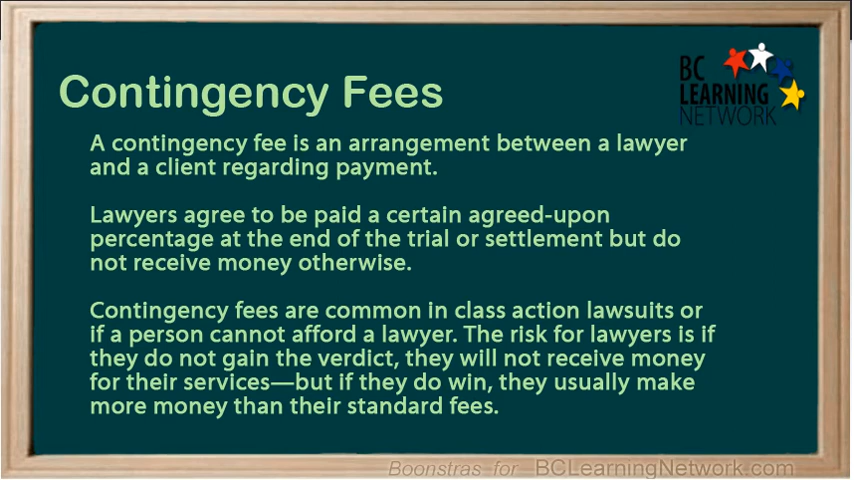 Contingency Fees
BC
LEARNING
NETWORK
A contingency fee is an arrangement between a lawyer
and a client regarding payment.
Lawyers agree to be paid a certain agreed-upon
percentage at the end of the trial or settlement but do
not receive money otherwise.
Contingency fees are common in class action lawsuits or
if a person cannot afford a lawyer. The risk for lawyers is if
they do not gain the verdict, they will not receive money
for their services—but if they do win, they usually make
more money than their standard fees.
Boonstras for BCLearningNetwork.com